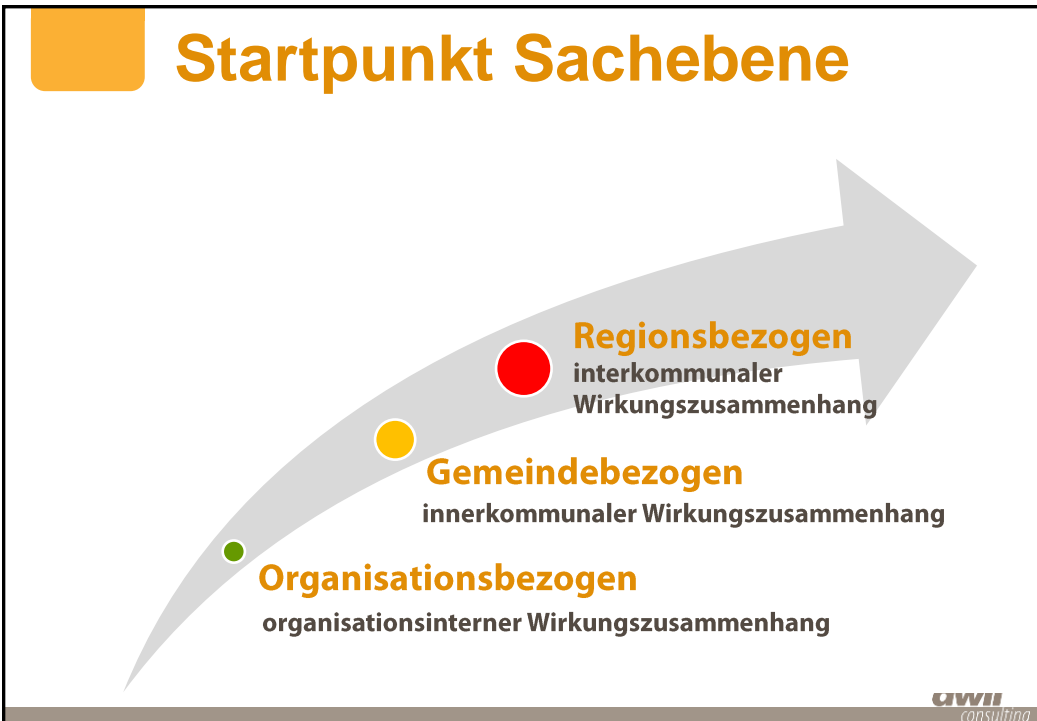 Startpunkt Sachebene
Regionsbezogen
interkommunaler
Wirkungszusammenhang
Gemeindebezogen
innerkommunaler Wirkungszusammenhang
Organisationsbezogen
organisationsinterner Wirkungszusammenhang
consulting